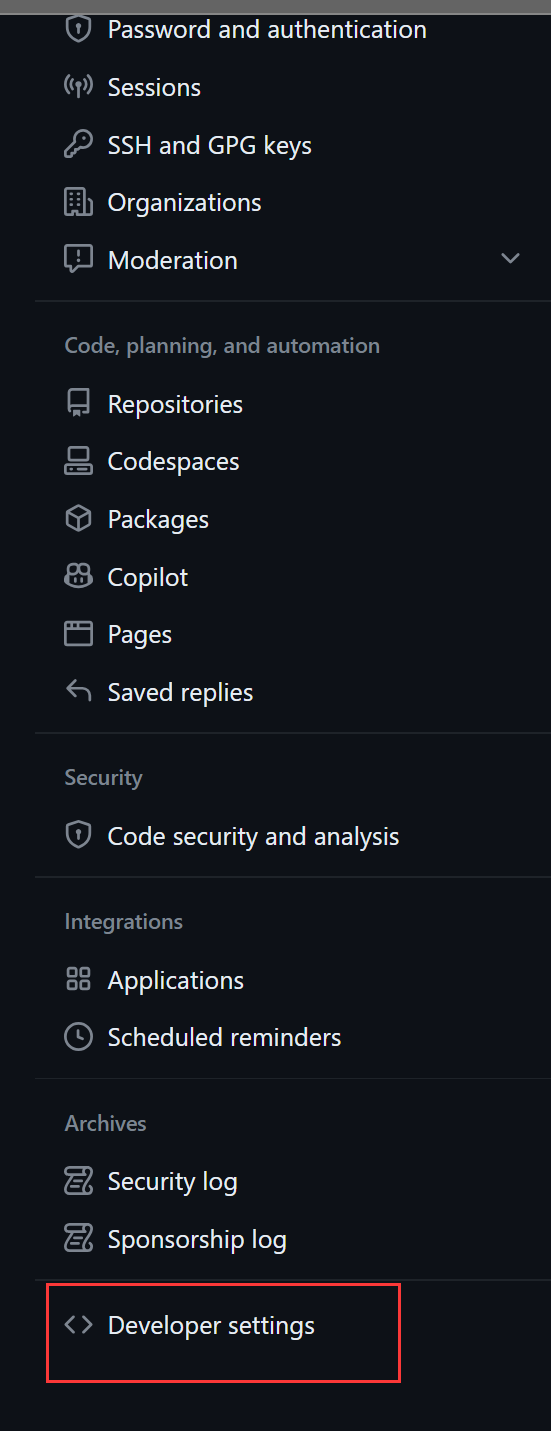 Password and authentication
Sessions
SSH and GPG keys
Organizations
Moderation
Code, planning, and automation
Repositories
Codespaces
Packages
Copilot
Pages
Saved replies
Security
Code security and analysis
Integrations
Applications
Scheduled reminders
Archives
Security log
Sponsorship log
Developer settings